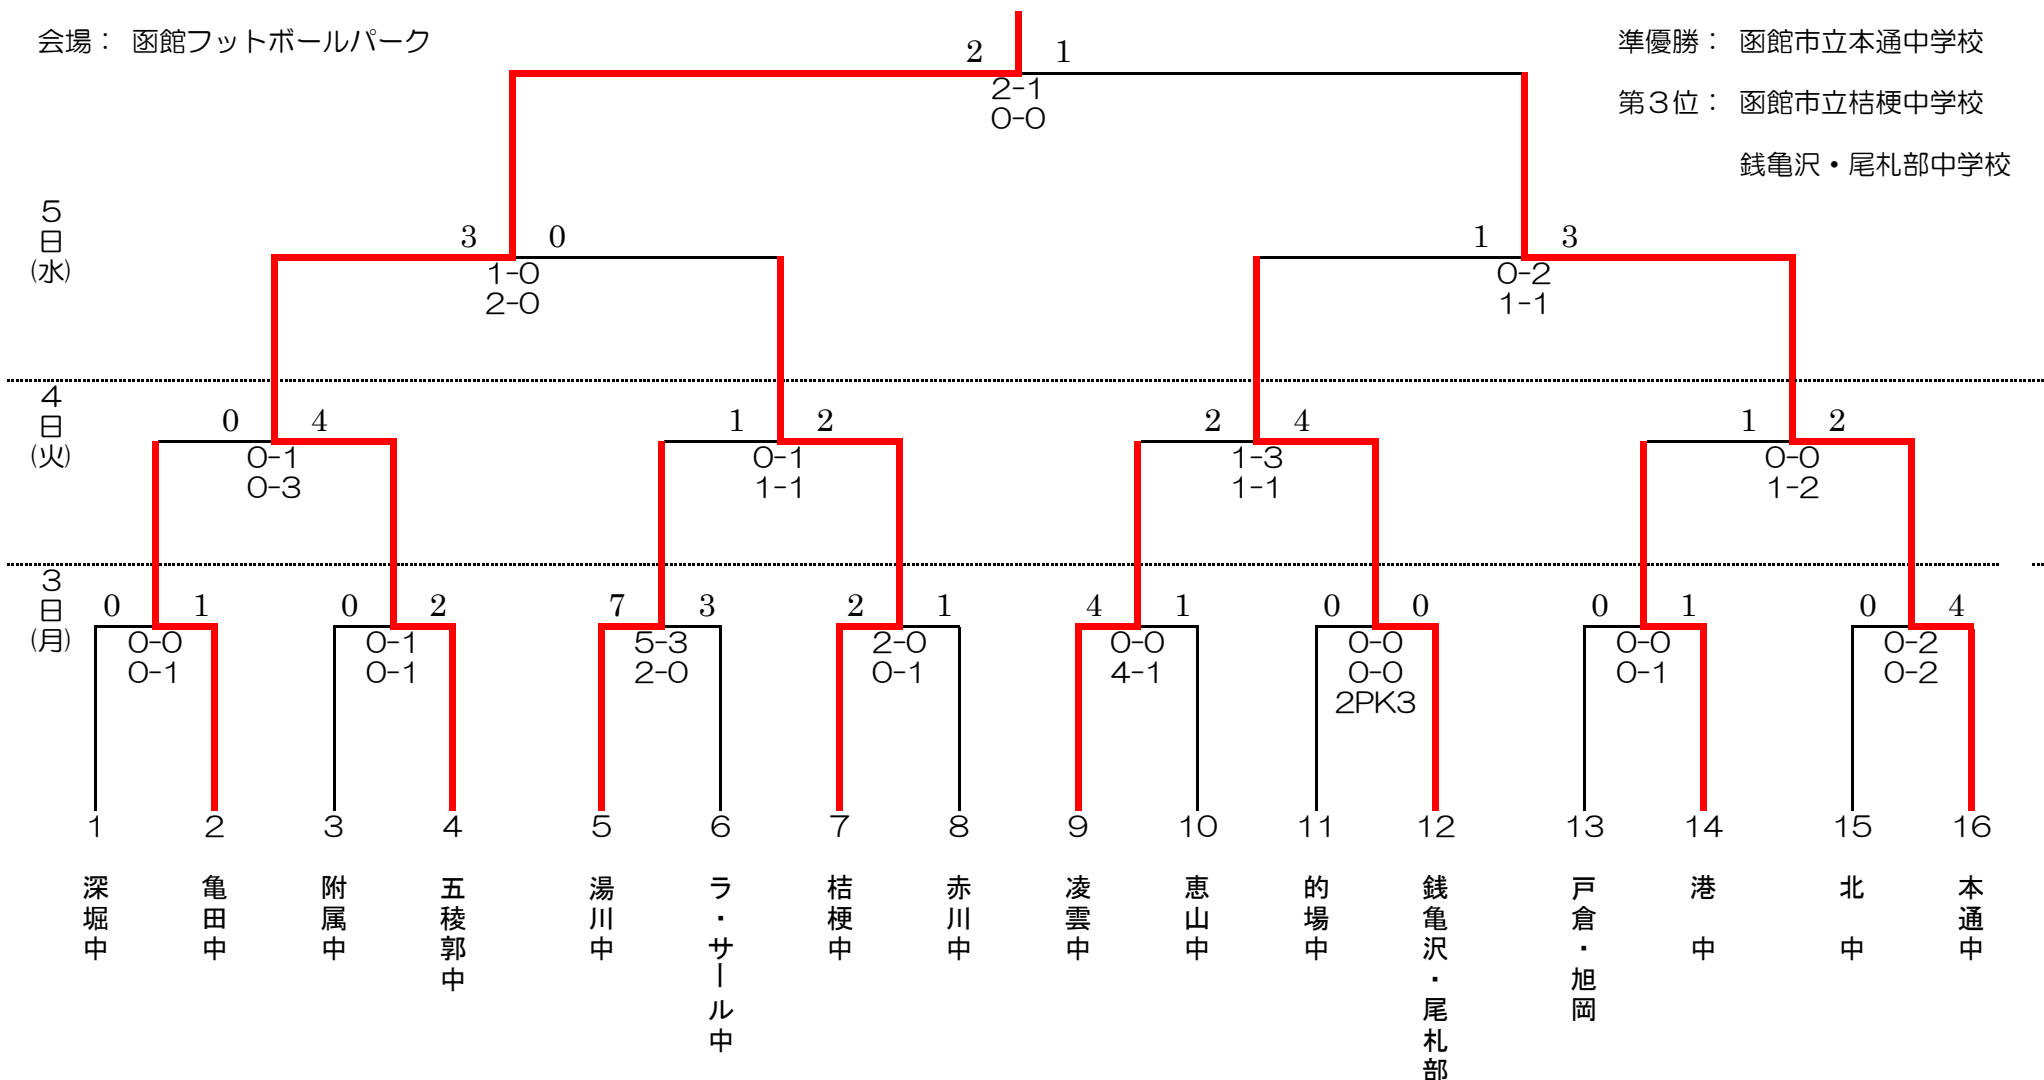 会場： 函館フットボールパーク
準優勝： 函館市立本通中学校
第３位： 函館市立桔梗中学校
銭亀沢・尾札部中学校
2 1
2-1
0-0
5日(水)
3 0 1 3
1-0 0-2
2-0 1-1
4日(火)
0 4 1 2 2 4 1 2
0-1 0-1 1-3 0-0
0-3 1-1 1-1 1-2
3日(月)
0 1 0 2 7 3 2 1 4 1 0 0 0 1 0 4
0-0 0-1 5-3 2-0 0-0 0-0 0-0 0-2
0-1 0-1 2-0 0-1 4-1 0-0 0-1 0-2
2PK3
1 2 3 4 5 6 7 8 9 10 11 12 13 14 15 16
深堀中
亀田中
附属中
五稜郭中
湯川中
ラ・サール中
桔梗中
赤川中
凌雲中
恵山中
的場中
銭亀沢・尾札部
戸倉・旭岡
港　中
北　中
本通中